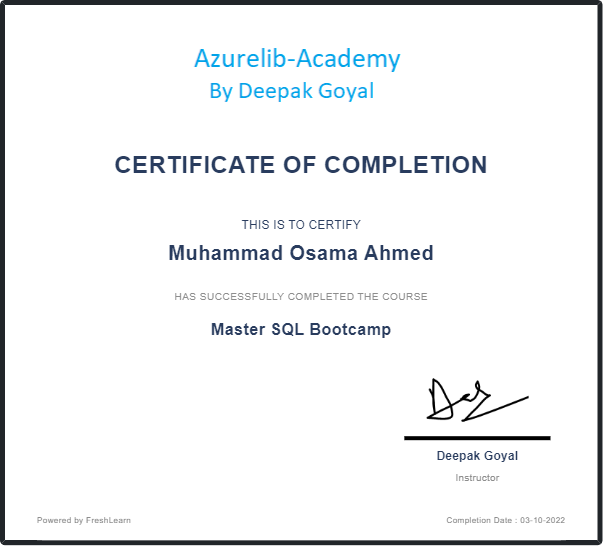 Azurelib-Academy
By Deepak Goyal
CERTIFICATE OF COMPLETION
THIS IS TO CERTIFY
Muhammad Osama Ahmed
HAS SUCCESSFULLY COMPLETED THE COURSE
Master SQL Bootcamp
Deepak Goyal
Instructor
Powered by FreshLearn
Completion Date : 03-10-2022